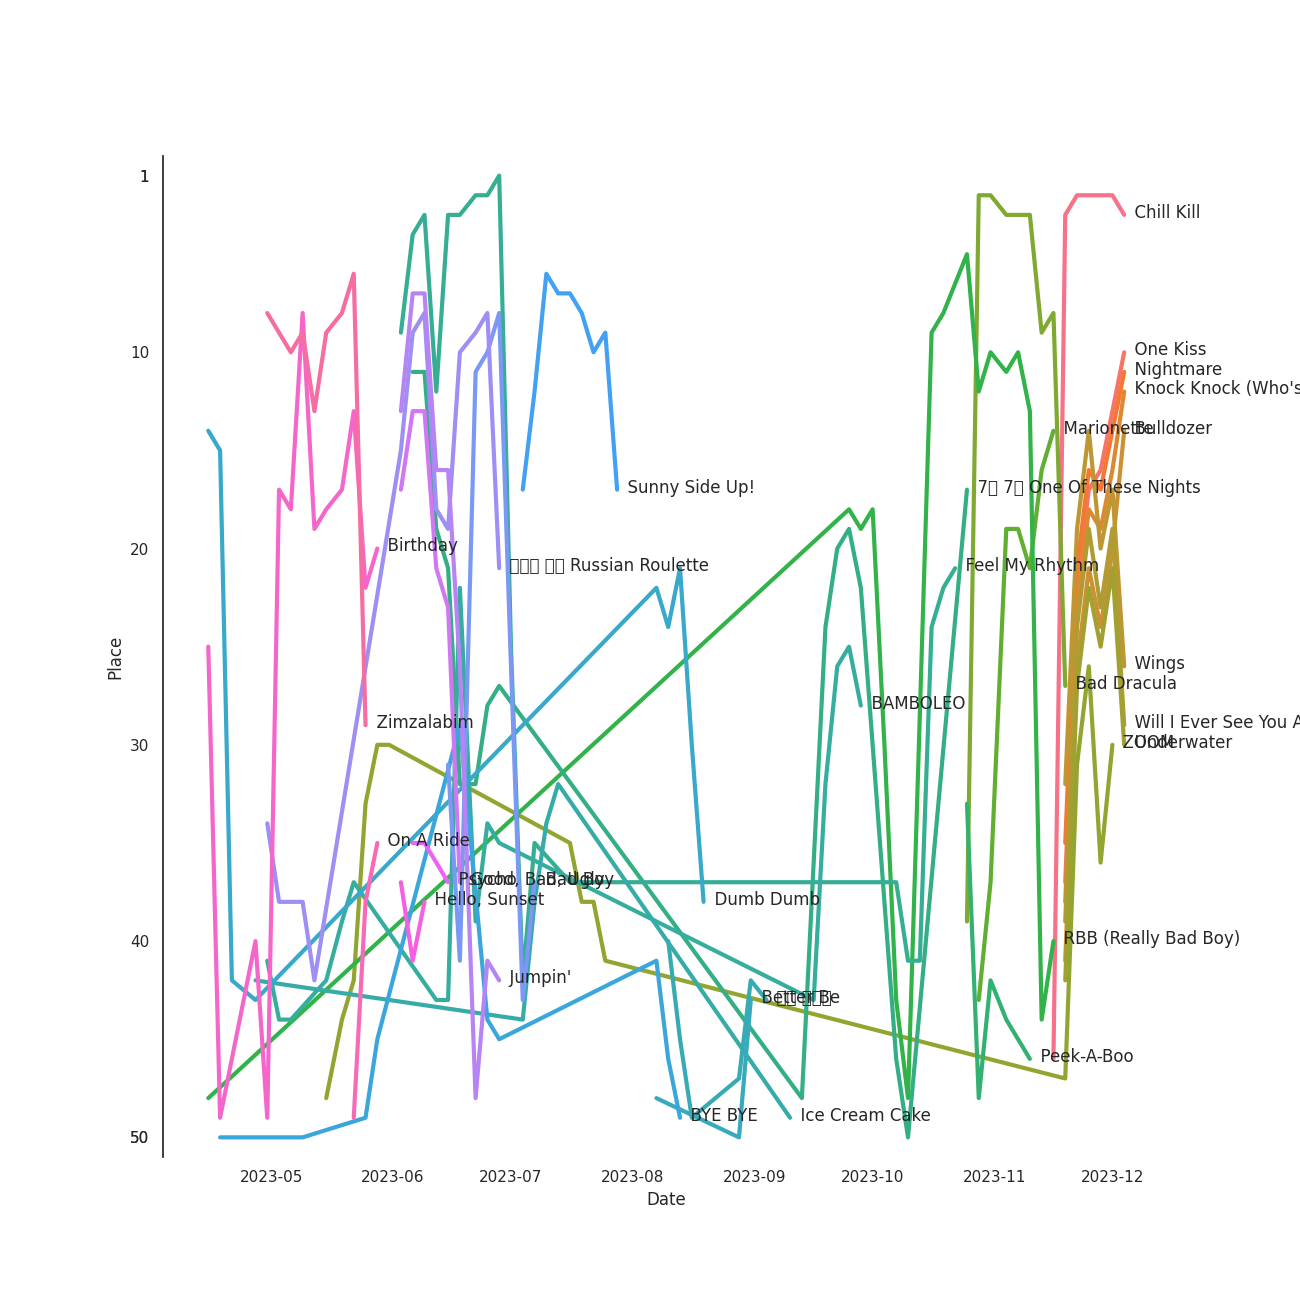 1
10
20
30
40
50
Place
2023-05
2023-06
2023-07
2023-08
2023-09
2023-10
2023-11
2023-12
Date
Chill Kill
One Kiss
Nightmare
Knock Knock (Who's
Marionette
Bulldozer
Sunny Side Up!
7 7 One Of These Nights
Birthday
Russian Roulette
Feel My Rhythm
Wings
Bad Dracula
BAMBOLEO
Zimzalabim
Will I Ever See You A
ZOOM
Underwater
On A Ride
Psycho
Good, Bad, Ugly
Bad Boy
Hello, Sunset
Dumb Dumb
RBB (Really Bad Boy)
Jumpin'
Better Be
Peek-A-Boo
BYE BYE
Ice Cream Cake